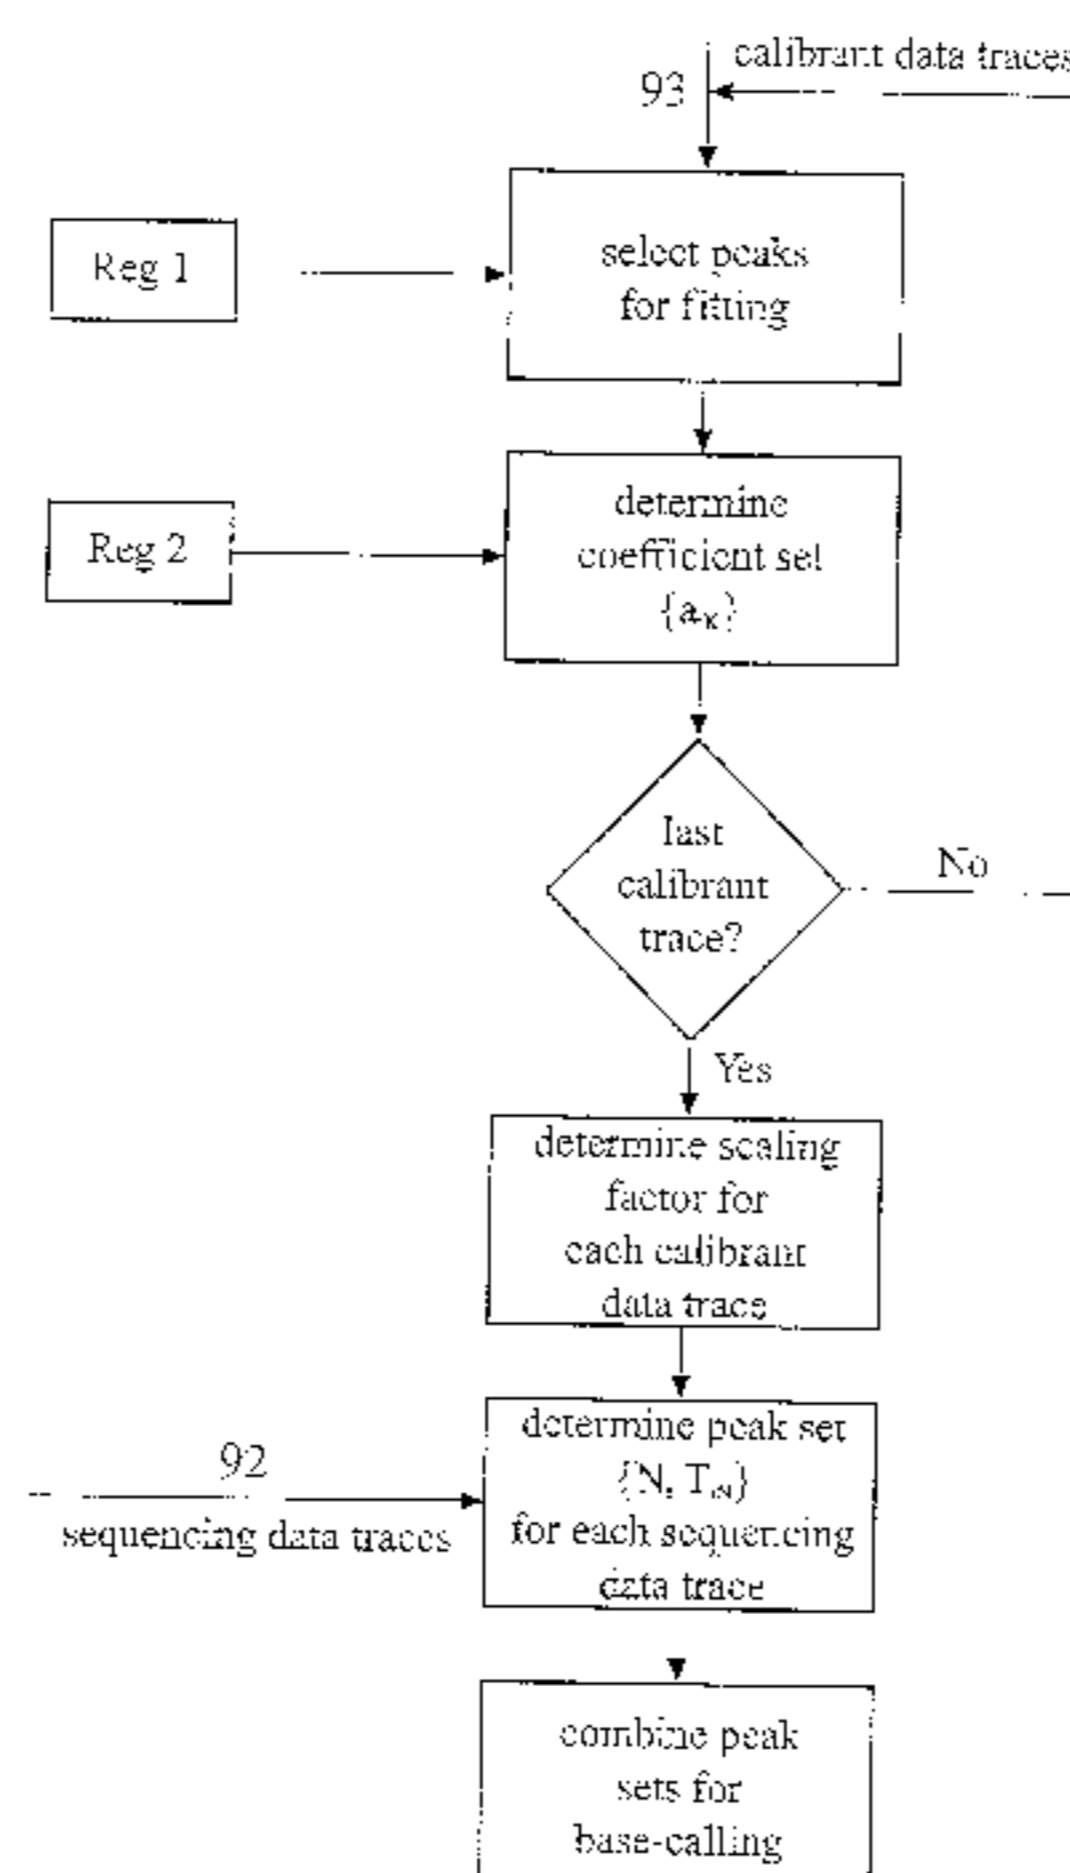 calibrant data traces
93
Reg 1
select peaks
for fitting
Reg 2
determine
coefficient set
{aK}
last
calibrant
trace?
No
Yes
determine scaling
factor for
each calibrant
data trace
92
sequencing data traces
determine peak set
{N, TN}
for each sequencing
data trace
combine peak
sets for
base-calling